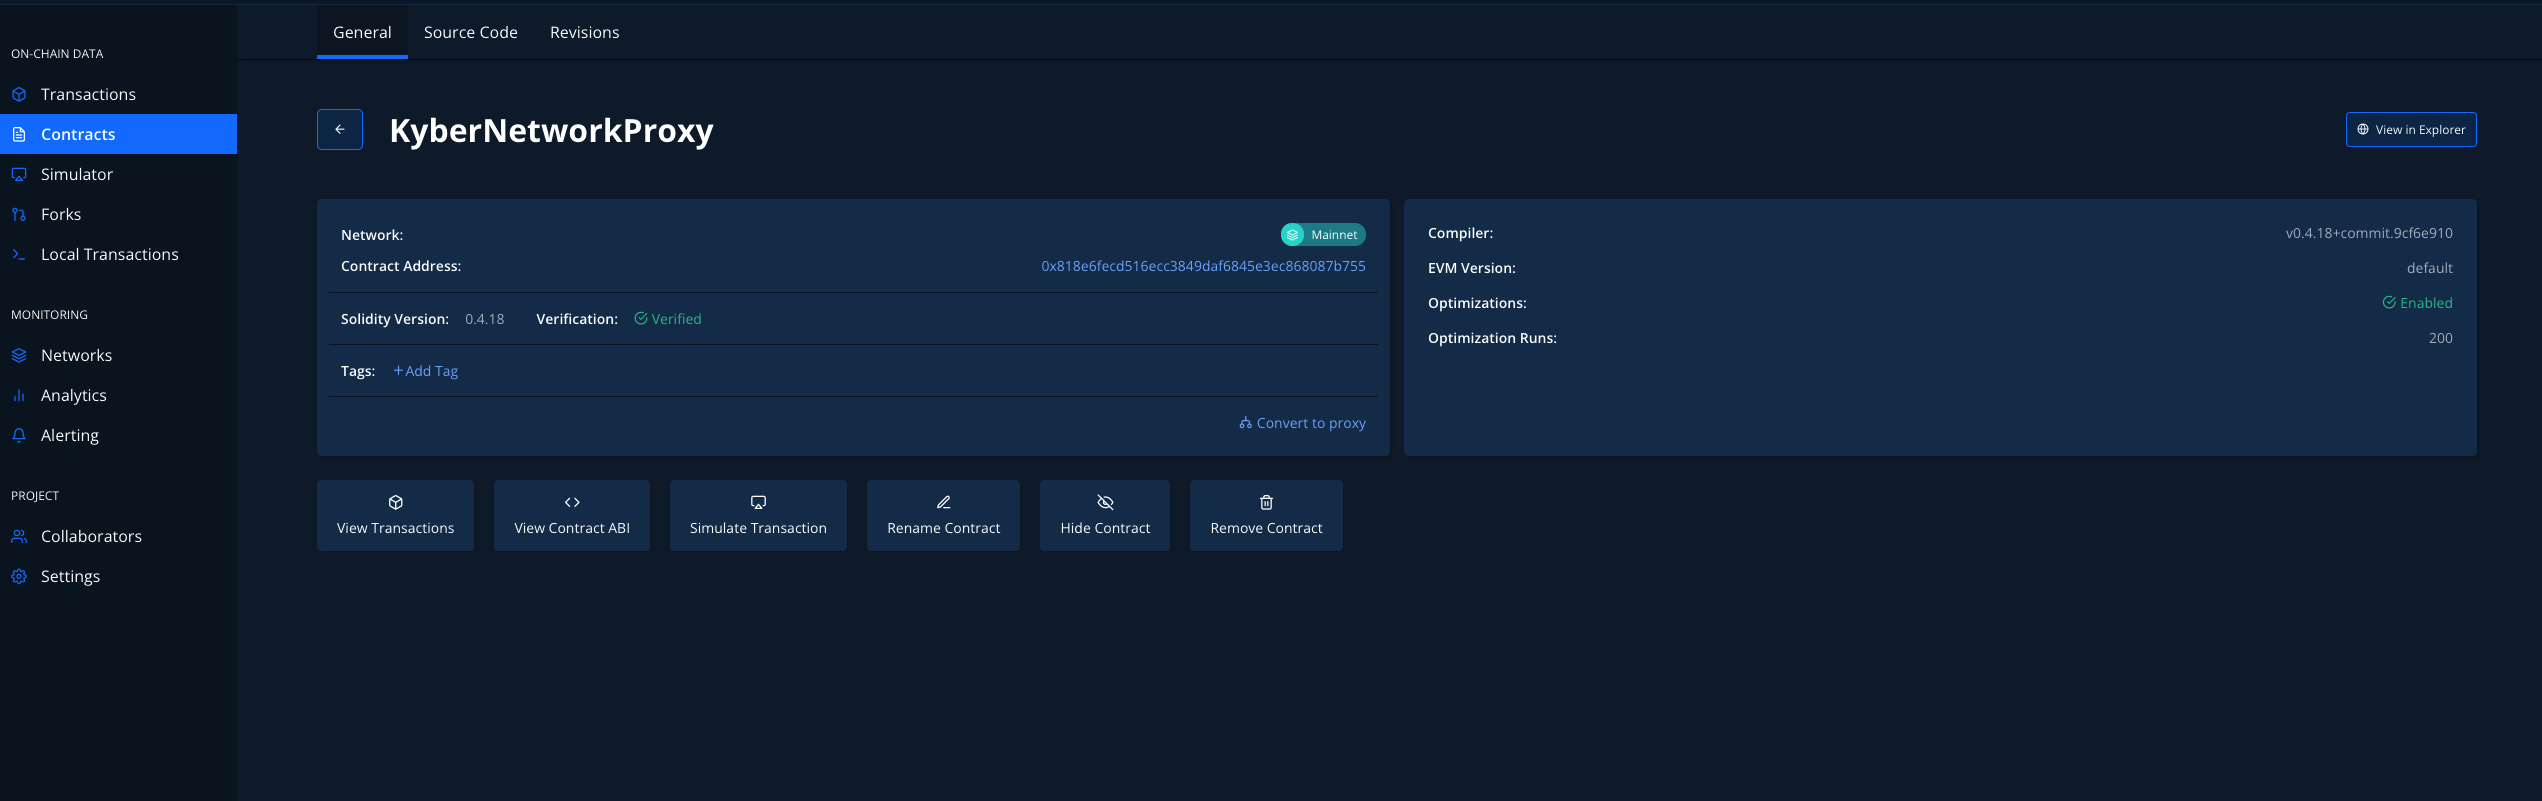 General Source Code Revisions
ON-CHAIN DATA
Transactions
Contracts
Simulator
Forks
Local Transactions
MONITORING
Networks
Analytics
Alerting
PROJECT
Collaborators
Settings
KyberNetworkProxy
View in Explorer
Network: Mainnet
Contract Address: 0x818e6fecd516ecc3849daf6845e3ec868087b755
Solidity Version: 0.4.18 Verification: Verified
Tags: +Add Tag
Convert to proxy
Compiler: v0.4.18+commit.9cf6e910
EVM Version: default
Optimizations: Enabled
Optimization Runs: 200
View Transactions
View Contract ABI
Simulate Transaction
Rename Contract
Hide Contract
Remove Contract